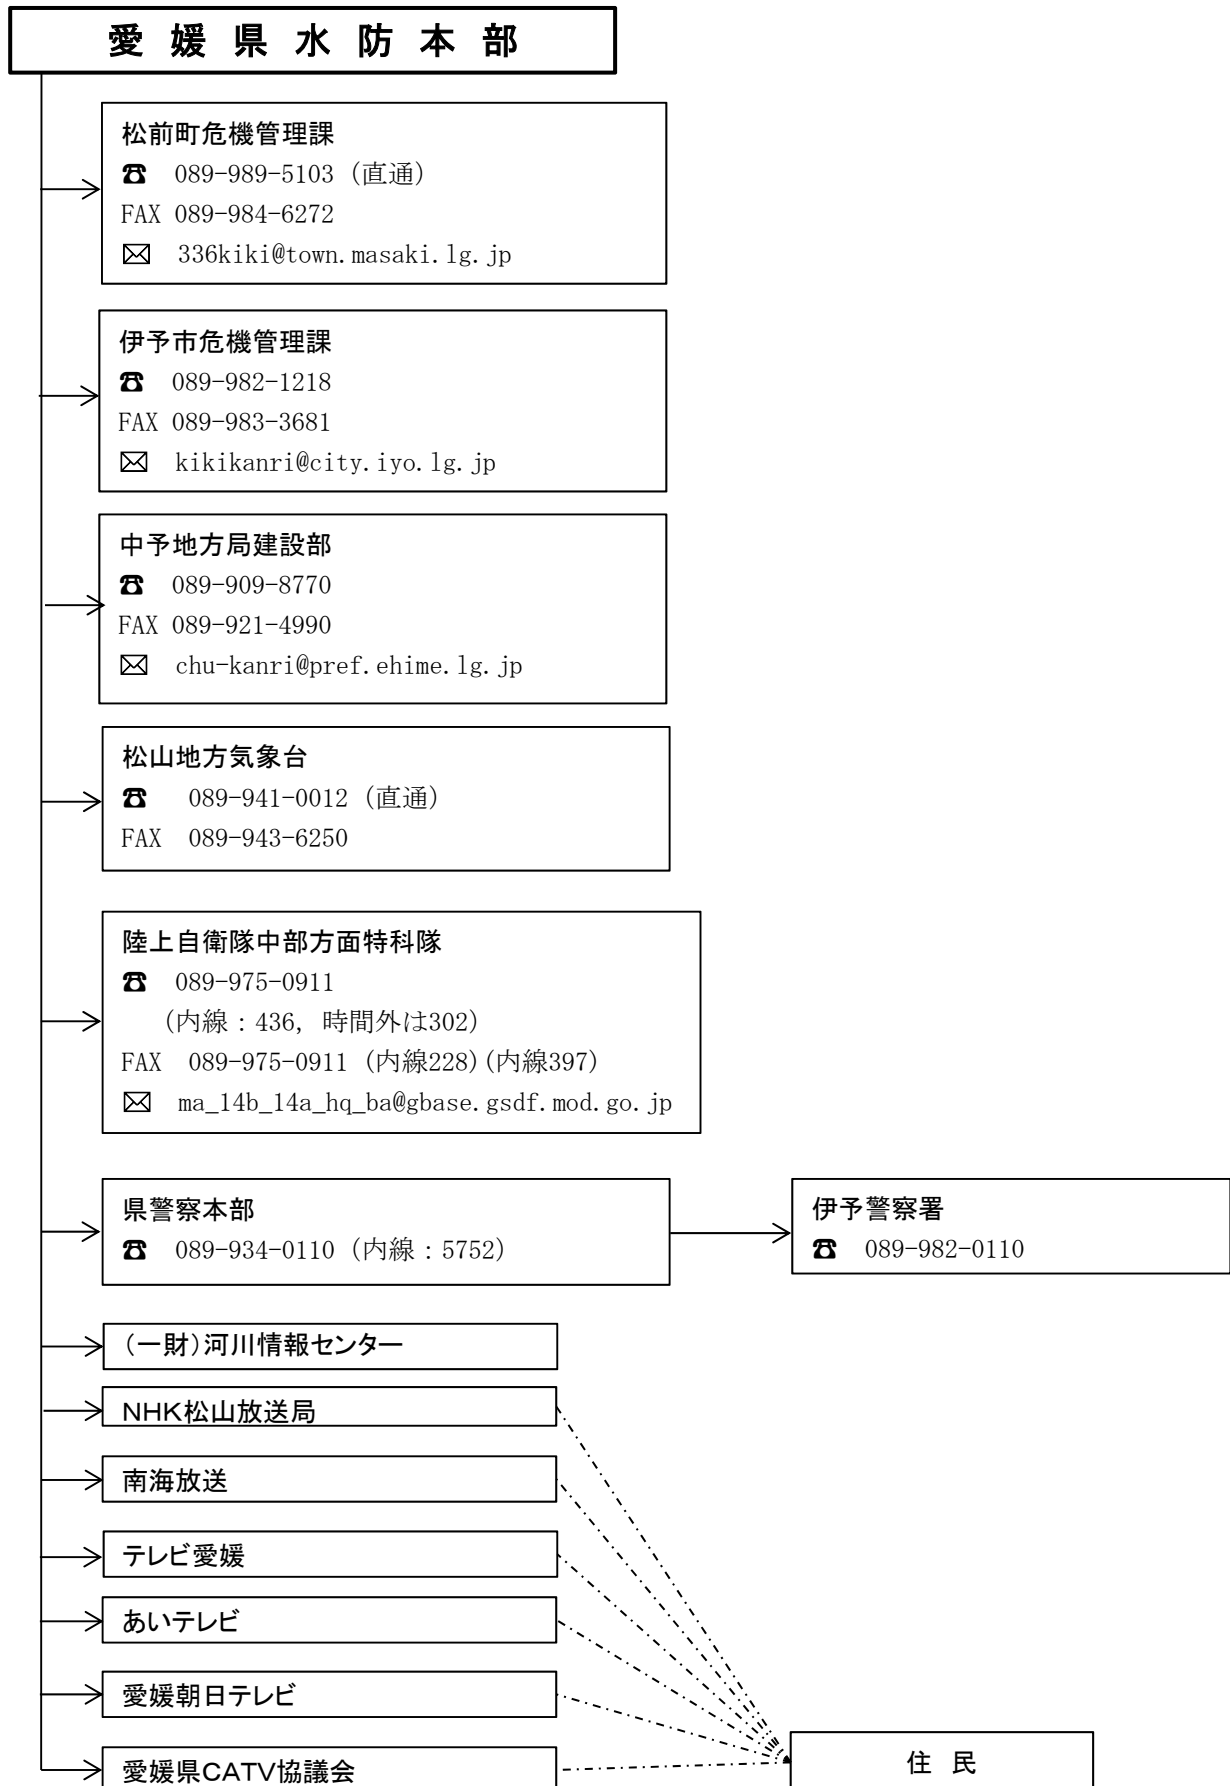 愛媛県水防本部
松前町危機管理課
☎ 089-989-5103（直通）
FAX 089-984-6272
✉ 336kiki@town.masaki.lg.jp
伊予市危機管理課
☎ 089-982-1218
FAX 089-983-3681
✉ kikikanri@city.iyo.lg.jp
中予地方局建設部
☎ 089-909-8770
FAX 089-921-4990
✉ chu-kanri@pref.ehime.lg.jp
松山地方気象台
☎ 089-941-0012（直通）
FAX 089-943-6250
陸上自衛隊中部方面特科隊
☎ 089-975-0911
（内線：436，時間外は302）
FAX 089-975-0911（内線228）（内線397）
✉ ma_14b_14a_hq_ba@gbase.gsdf.mod.go.jp
県警察本部
☎ 089-934-0110（内線：5752）
伊予警察署
☎ 089-982-0110
（一財）河川情報センター
NHK松山放送局
南海放送
テレビ愛媛
あいテレビ
愛媛朝日テレビ
愛媛県CATV協議会
住民